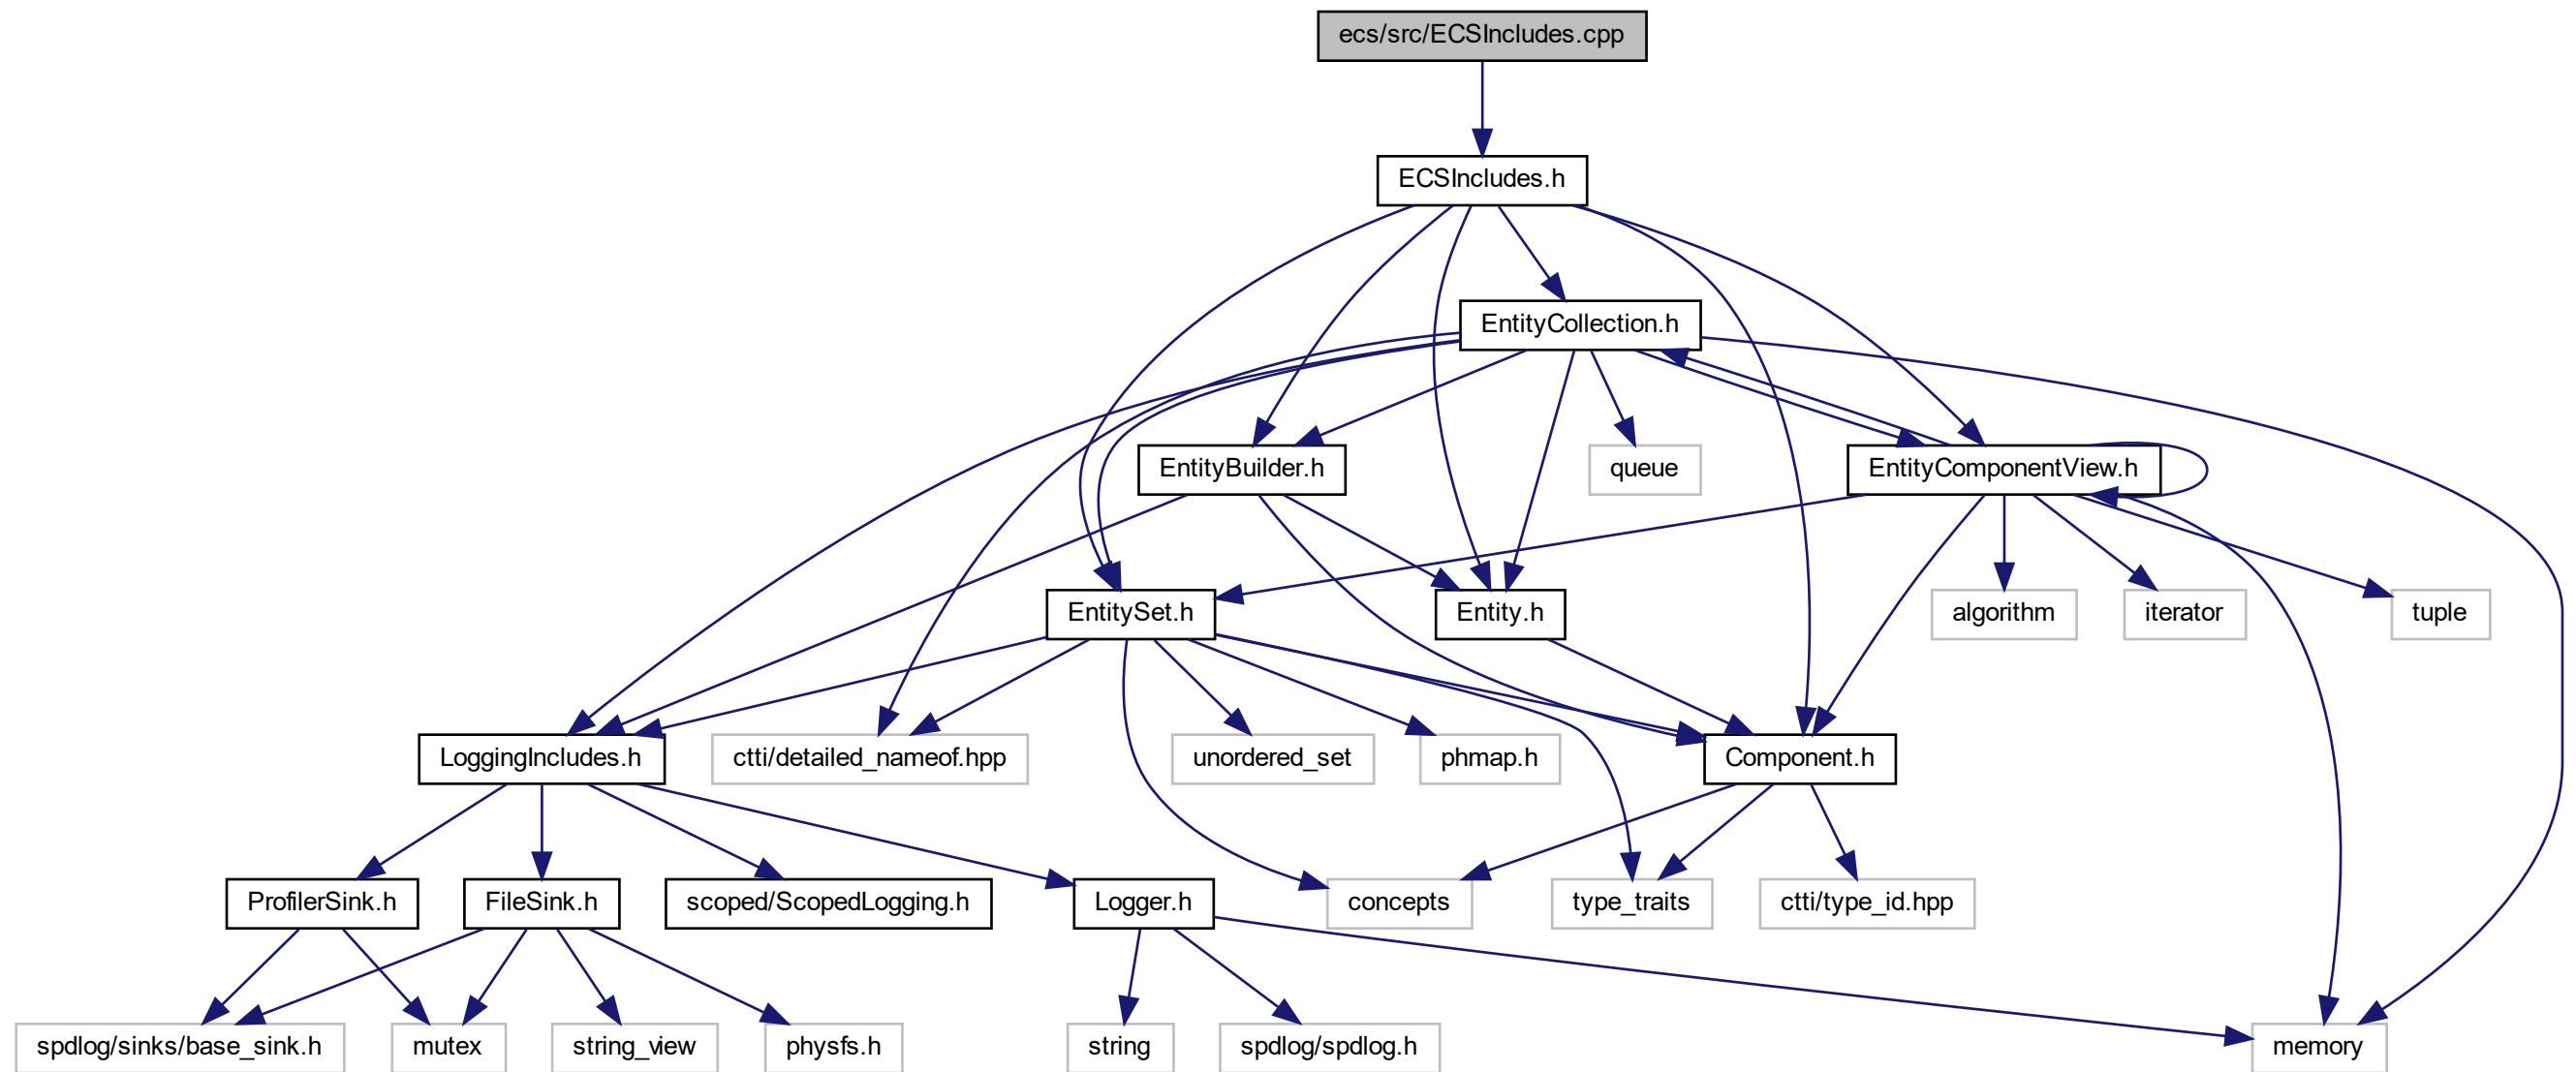 ecs/src/ECSIncludes.cpp
ECSIncludes.h
EntityCollection.h
EntityBuilder.h
queue
EntityComponentView.h
EntitySet.h
Entity.h
algorithm
iterator
tuple
LoggingIncludes.h
ctti/detailed_nameof.hpp
unordered_set
phmap.h
Component.h
ProfilerSink.h
FileSink.h
scoped/ScopedLogging.h
Logger.h
concepts
type_traits
ctti/type_id.hpp
spdlog/sinks/base_sink.h
mutex
string_view
physfs.h
string
spdlog/spdlog.h
memory